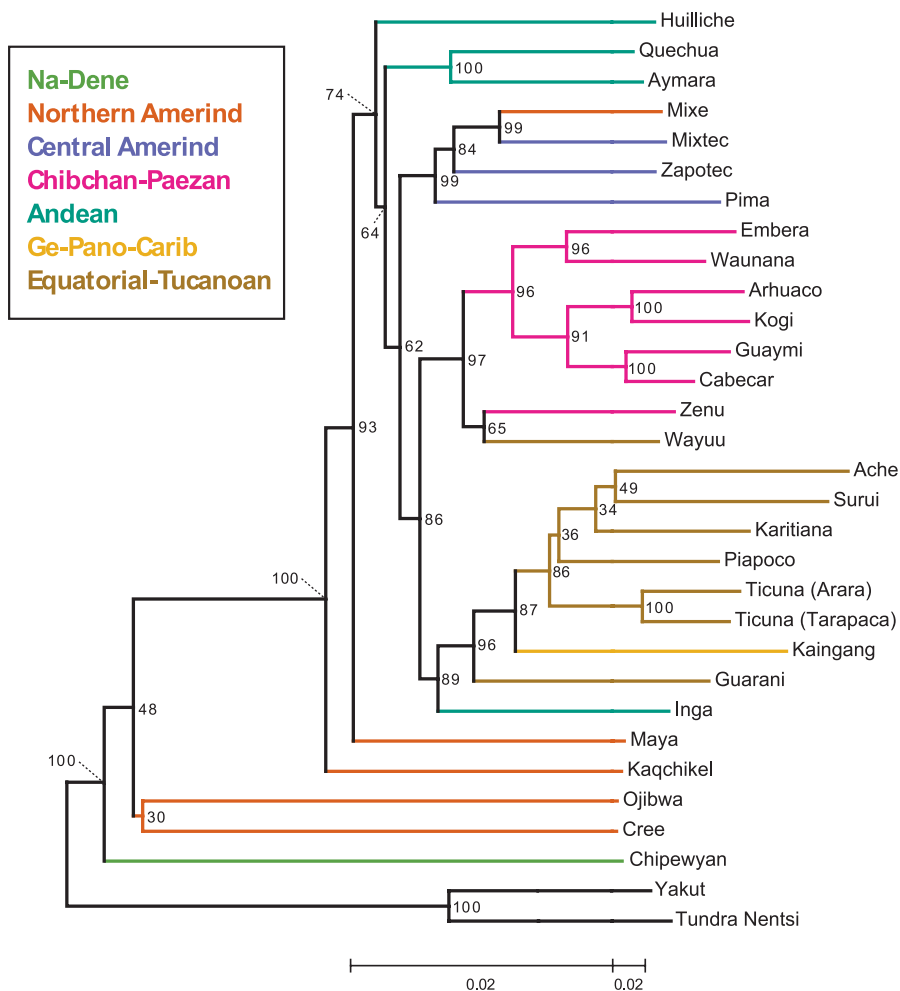 Na-Dene
Northern Amerind
Central Amerind
Chibchan-Paezan
Andean
Ge-Pano-Carib
Equatorial-Tucanoan
Huilliche
Quechua
100
Aymara
74
Mixe
99
Mixtec
84
Zapotec
99
Pima
64
Embera
96
Waunana
96
Arhuaco
100
Kogi
91
Guaymi
62
97
100
Cabecar
Zenu
65
Wayuu
93
Ache
49
Surui
34
86
Karitiana
36
Piapoco
86
100
Ticuna (Arara)
100
87
Ticuna (Tarapaca)
96
Kaingang
89
Guarani
48
Inga
Maya
100
Kaqchikel
Ojibwa
30
Cree
Chipewyan
Yakut
100
Tundra Nentsi
0.02 0.02